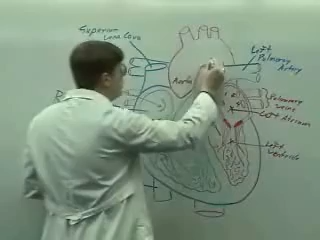 Superior
Vena Cava
Left
Pulmonary
Artery
Aorta
Pulmonary
veins
Left Atrium
Left
Ventricle